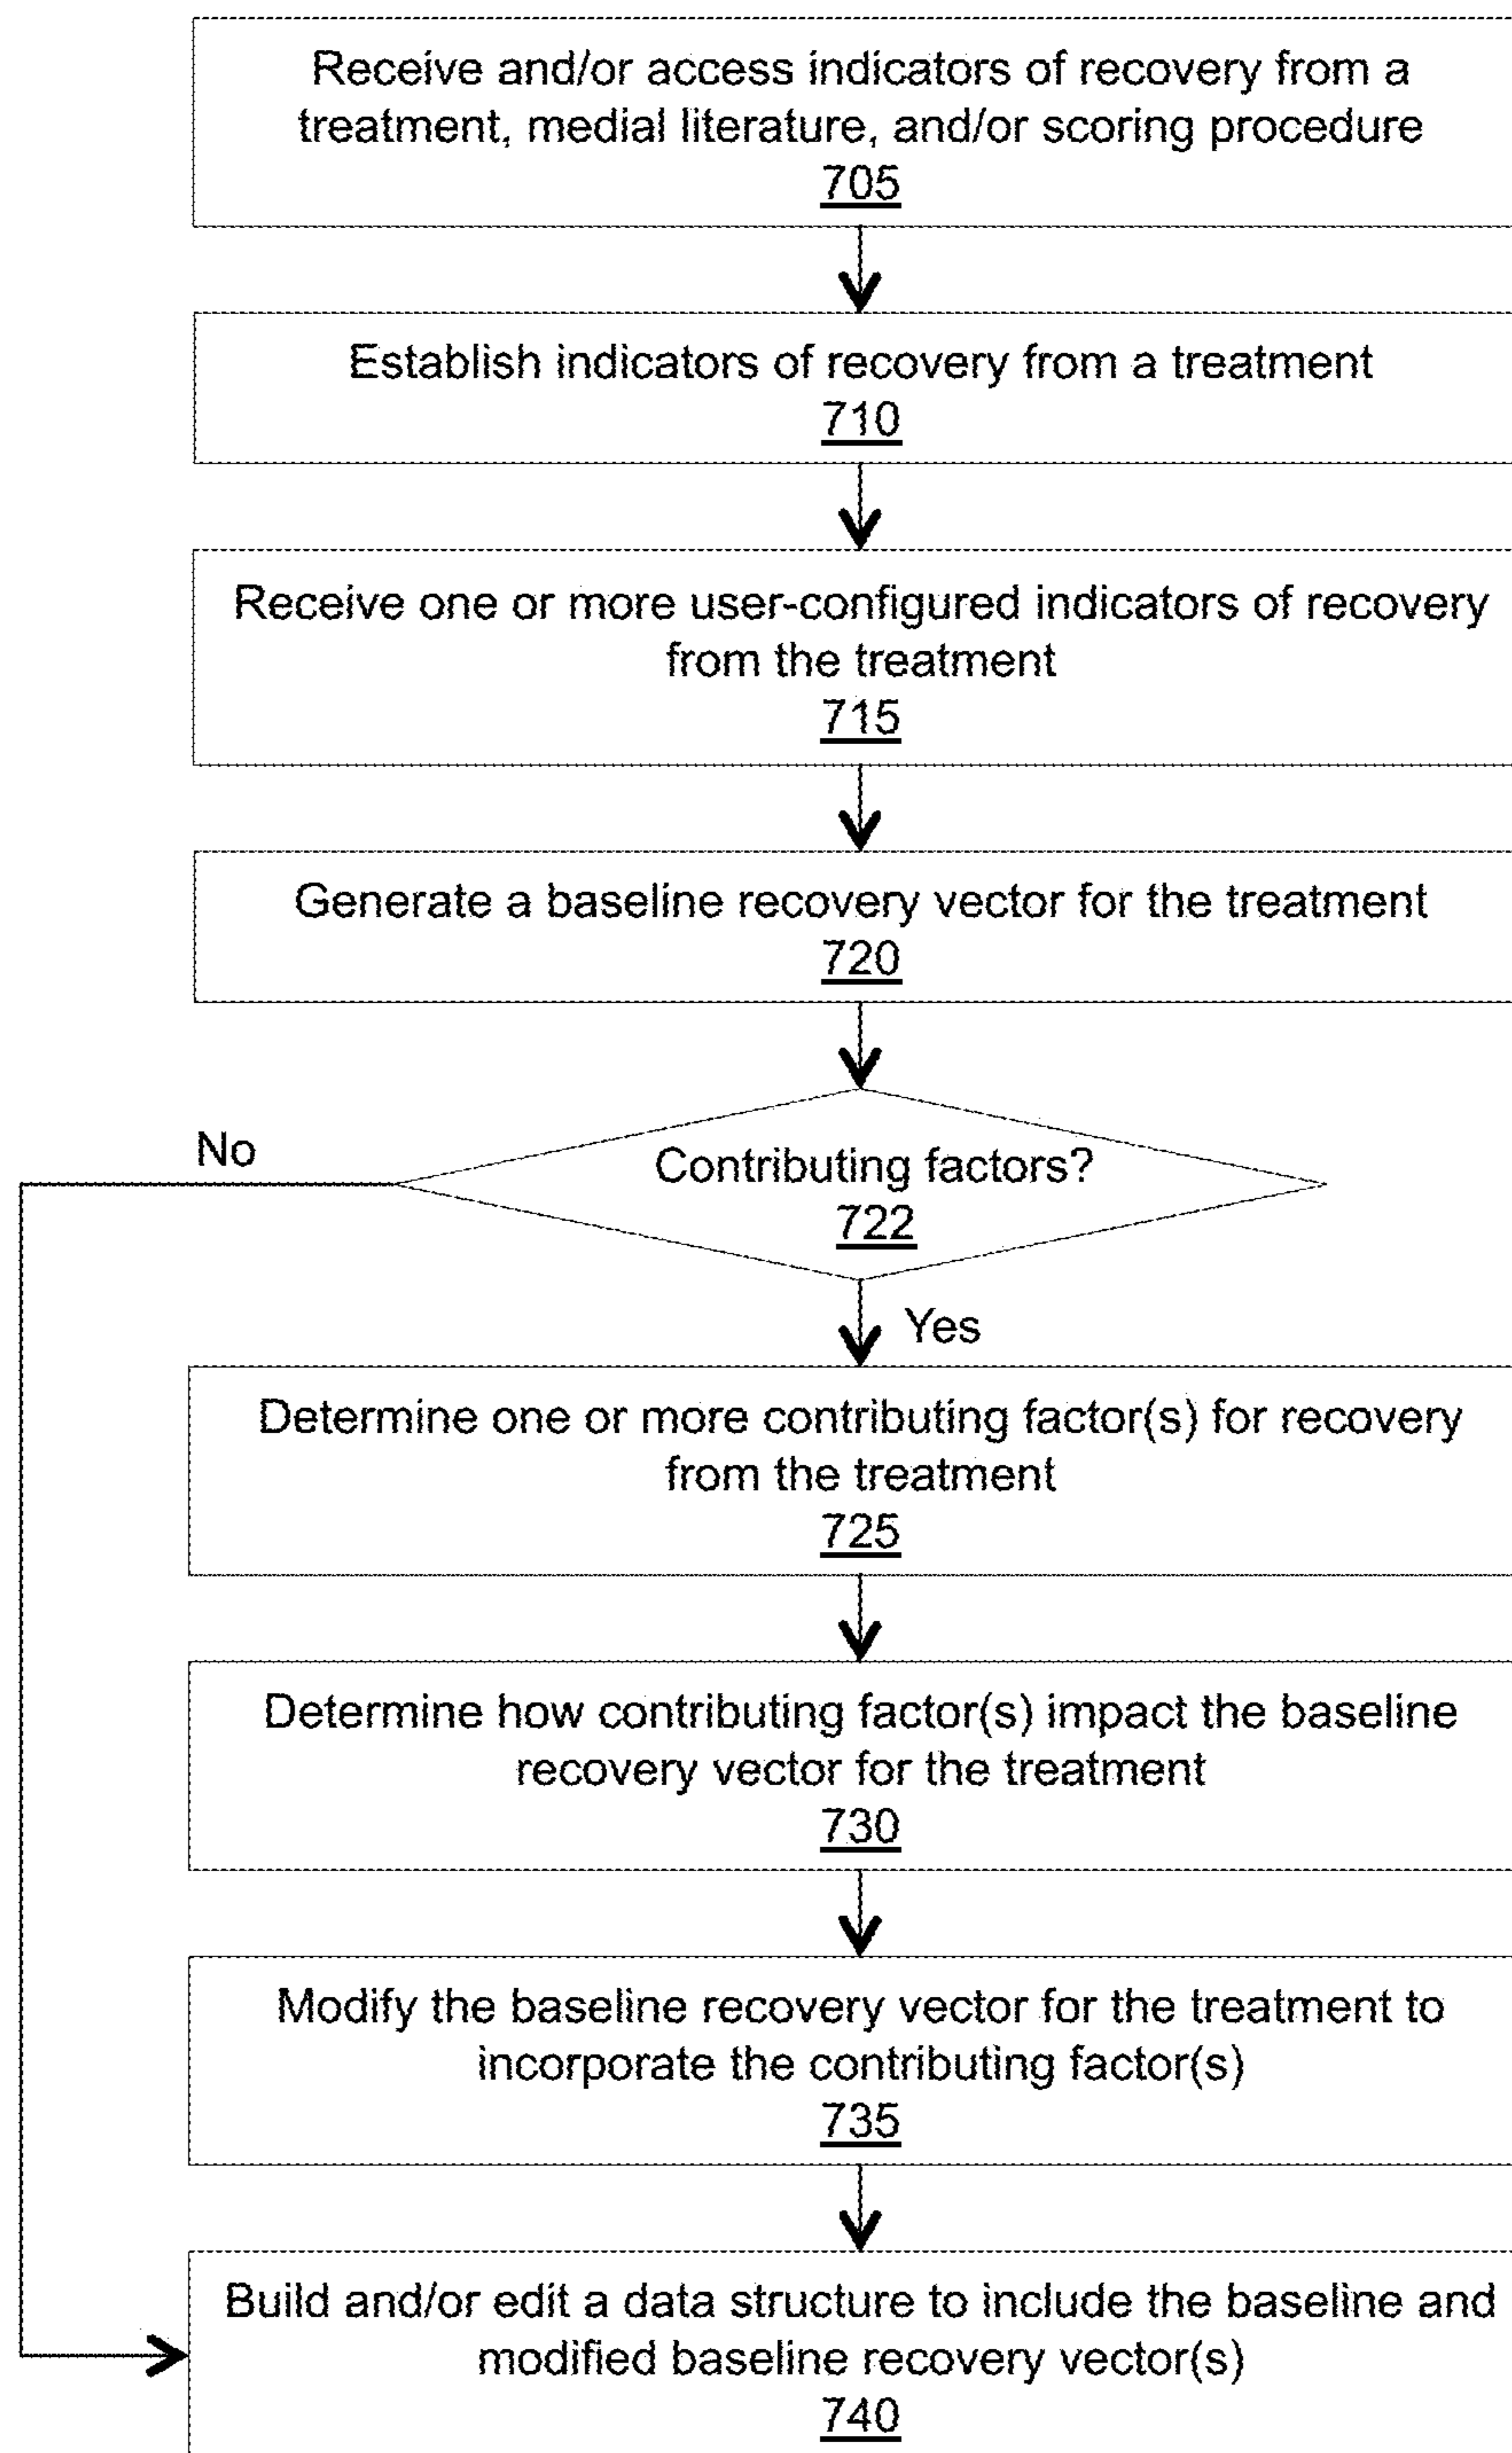 Receive and/or access indicators of recovery from a
treatment, medial literature, and/or scoring procedure
705
Establish indicators of recovery from a treatment
710
Receive one or more user-configured indicators of recovery
from the treatment
715
Generate a baseline recovery vector for the treatment
720
No
Contributing factors?
722
Yes
Determine one or more contributing factor(s) for recovery
from the treatment
725
Determine how contributing factor(s) impact the baseline
recovery vector for the treatment
730
Modify the baseline recovery vector for the treatment to
incorporate the contributing factor(s)
735
Build and/or edit a data structure to include the baseline and
modified baseline recovery vector(s)
740